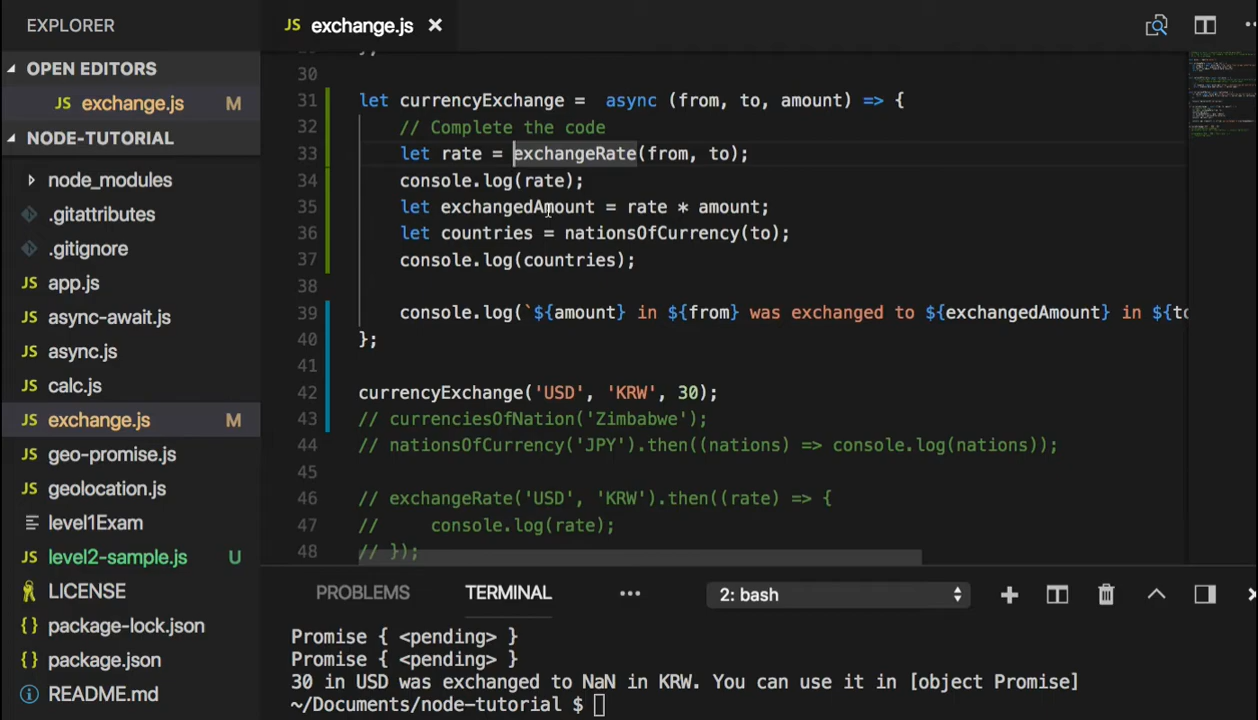 EXPLORER
OPEN EDITORS
JS exchange.js M
NODE-TUTORIAL
node_modules
.gitattributes
.gitignore
JS app.js
JS async-await.js
JS async.js
JS calc.js
JS exchange.js M
JS geo-promise.js
JS geolocation.js
level1Exam
JS level2-sample.js U
LICENSE
{} package-lock.json
{} package.json
README.md
JS exchange.js ×
30
31 let currencyExchange =  async (from, to, amount) => {
32 // Complete the code
33 let rate = exchangeRate(from, to);
34 console.log(rate);
35 let exchangedAmount = rate * amount;
36 let countries = nationsOfCurrency(to);
37 console.log(countries);
38
39 console.log(`${amount} in ${from} was exchanged to ${exchangedAmount} in ${to
40 };
41
42 currencyExchange('USD', 'KRW', 30);
43 // currenciesOfNation('Zimbabwe');
44 // nationsOfCurrency('JPY').then((nations) => console.log(nations));
45
46 // exchangeRate('USD', 'KRW').then((rate) => {
47 //     console.log(rate);
48 // });
PROBLEMS TERMINAL ••• 2: bash
Promise { <pending> }
Promise { <pending> }
30 in USD was exchanged to NaN in KRW. You can use it in [object Promise]
~/Documents/node-tutorial $